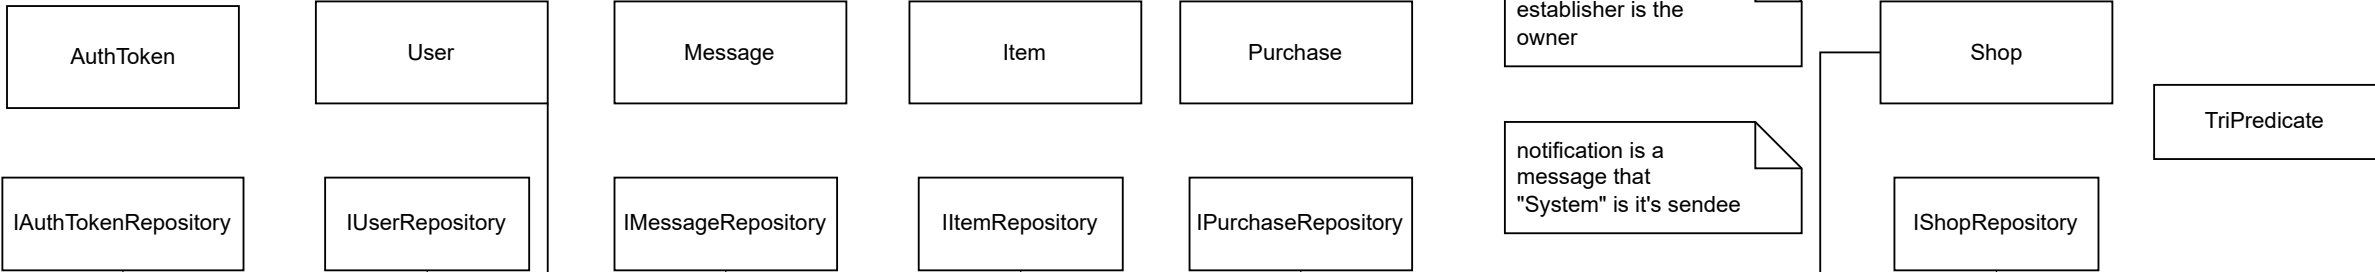 AuthToken
User
Message
Item
Purchase
establisher is the
owner
Shop
TriPredicate
notification is a
message that
"System" is it's sendee
IAuthTokenRepository
IUserRepository
IMessageRepository
IItemRepository
IPurchaseRepository
IShopRepository